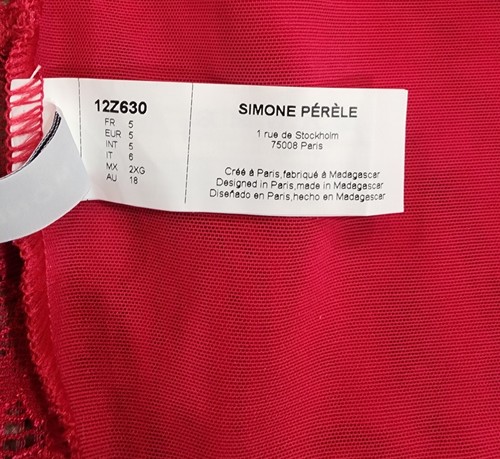 12Z630
FR 5
EUR 5
INT 5
IT 6
MX 2XG
AU 18
SIMONE PÉRÈLE
1 rue de Stockholm
75008 Paris
Créé à Paris,fabriqué à Madagascar
Designed in Paris,made in Madagascar
Diseñado en Paris,hecho en Madagascar